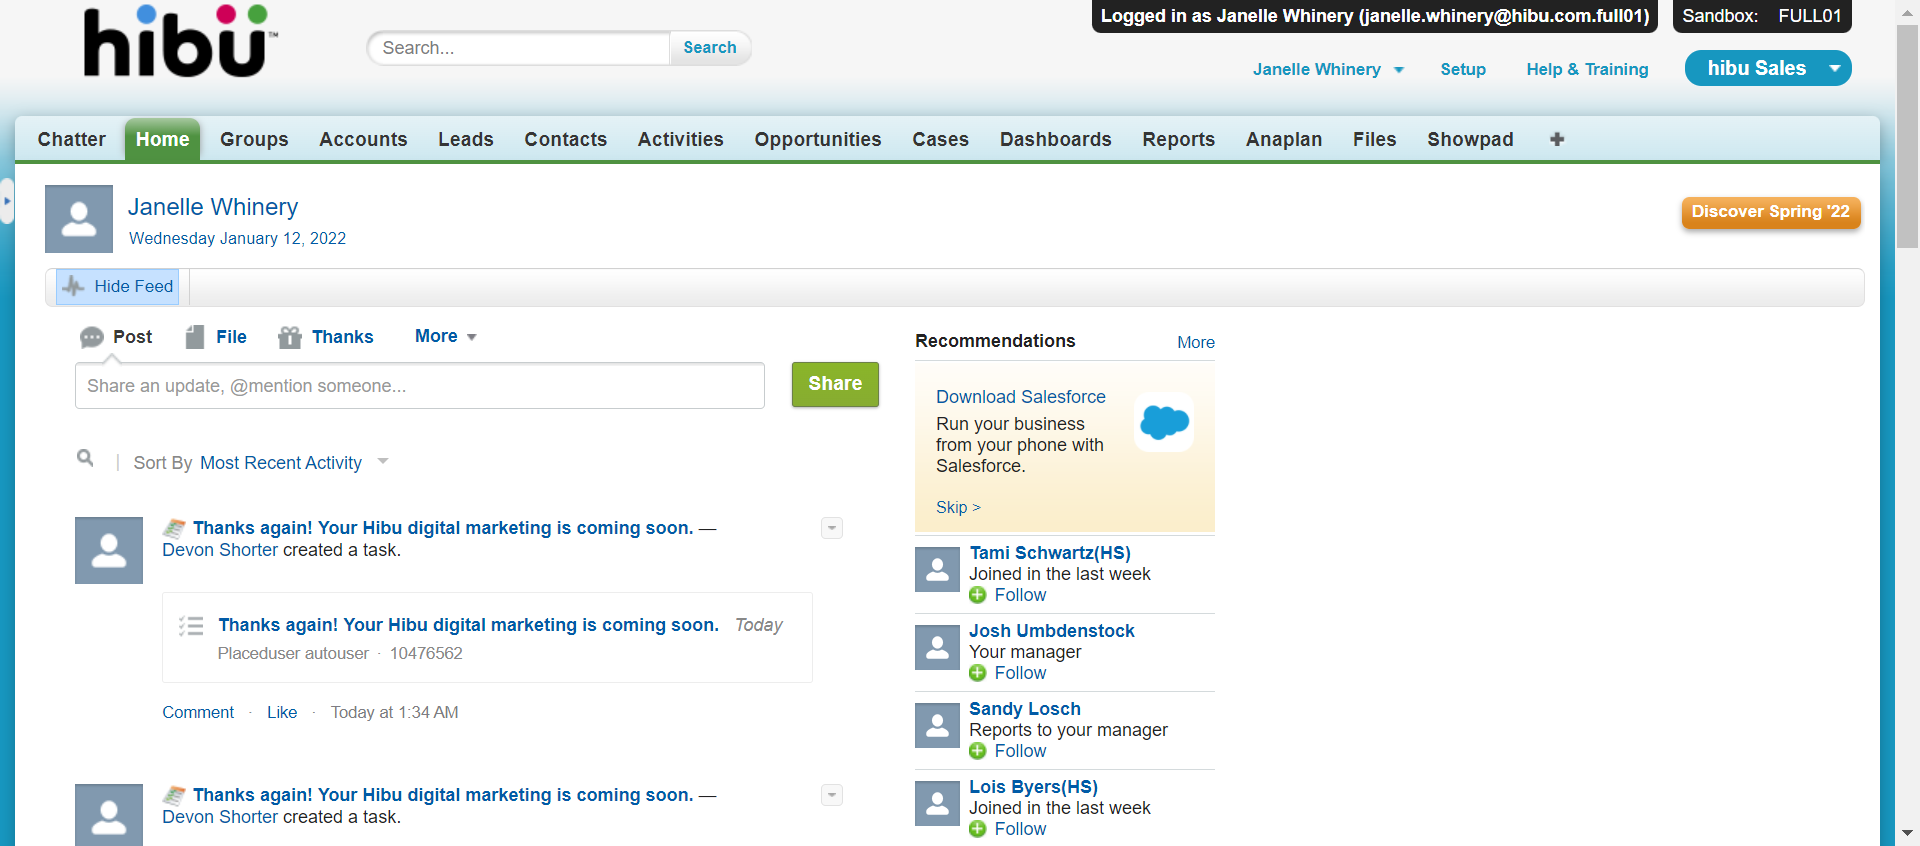 hibu™
Search...
Search
Logged in as Janelle Whinery (janelle.whinery@hibu.com.full01)
Sandbox: FULL01
Janelle Whinery
Setup
Help & Training
hibu Sales
Chatter Home Groups Accounts Leads Contacts Activities Opportunities Cases Dashboards Reports Anaplan Files Showpad
Janelle Whinery
Wednesday January 12, 2022
Discover Spring '22
Hide Feed
Post File Thanks More
Share an update, @mention someone...
Share
Sort By Most Recent Activity
Thanks again! Your Hibu digital marketing is coming soon. —
Devon Shorter created a task.
Thanks again! Your Hibu digital marketing is coming soon. Today
Placeduser autouser · 10476562
Comment · Like · Today at 1:34 AM
Thanks again! Your Hibu digital marketing is coming soon. —
Devon Shorter created a task.
Recommendations More
Download Salesforce
Run your business
from your phone with
Salesforce.
Skip >
Tami Schwartz(HS)
Joined in the last week
Follow
Josh Umbdenstock
Your manager
Follow
Sandy Losch
Reports to your manager
Follow
Lois Byers(HS)
Joined in the last week
Follow